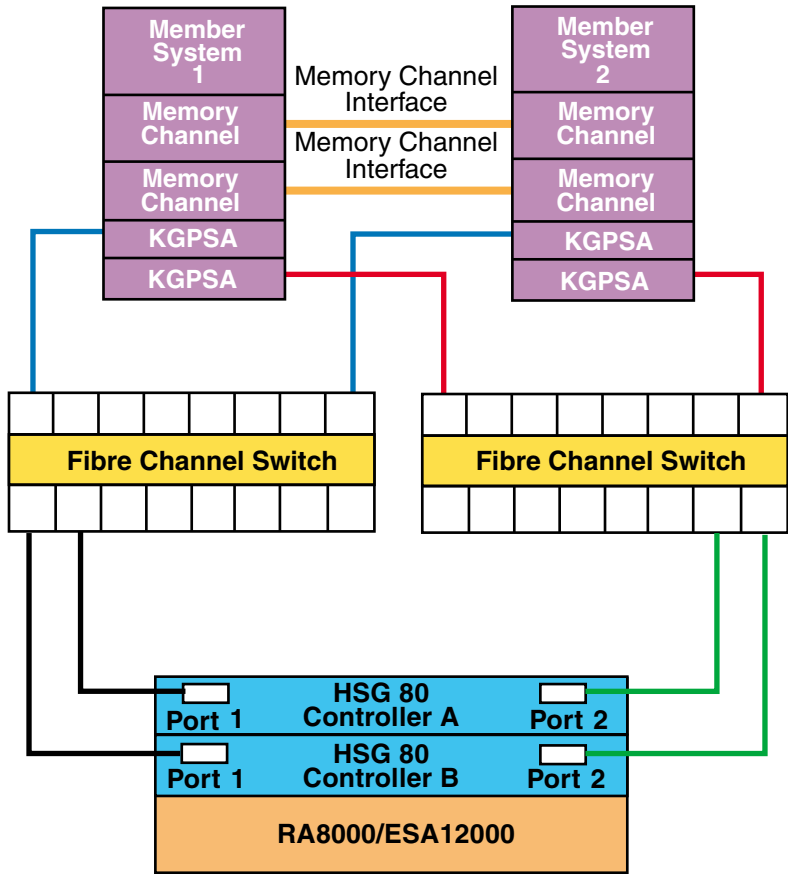 Member
System
1
Memory
Channel
Memory
Channel
KGPSA
KGPSA
Memory Channel
Interface
Memory Channel
Interface
Member
System
2
Memory
Channel
Memory
Channel
KGPSA
KGPSA
Fibre Channel Switch
Fibre Channel Switch
HSG 80
Controller A
Port 1
Port 2
HSG 80
Controller B
Port 1
Port 2
RA8000/ESA12000